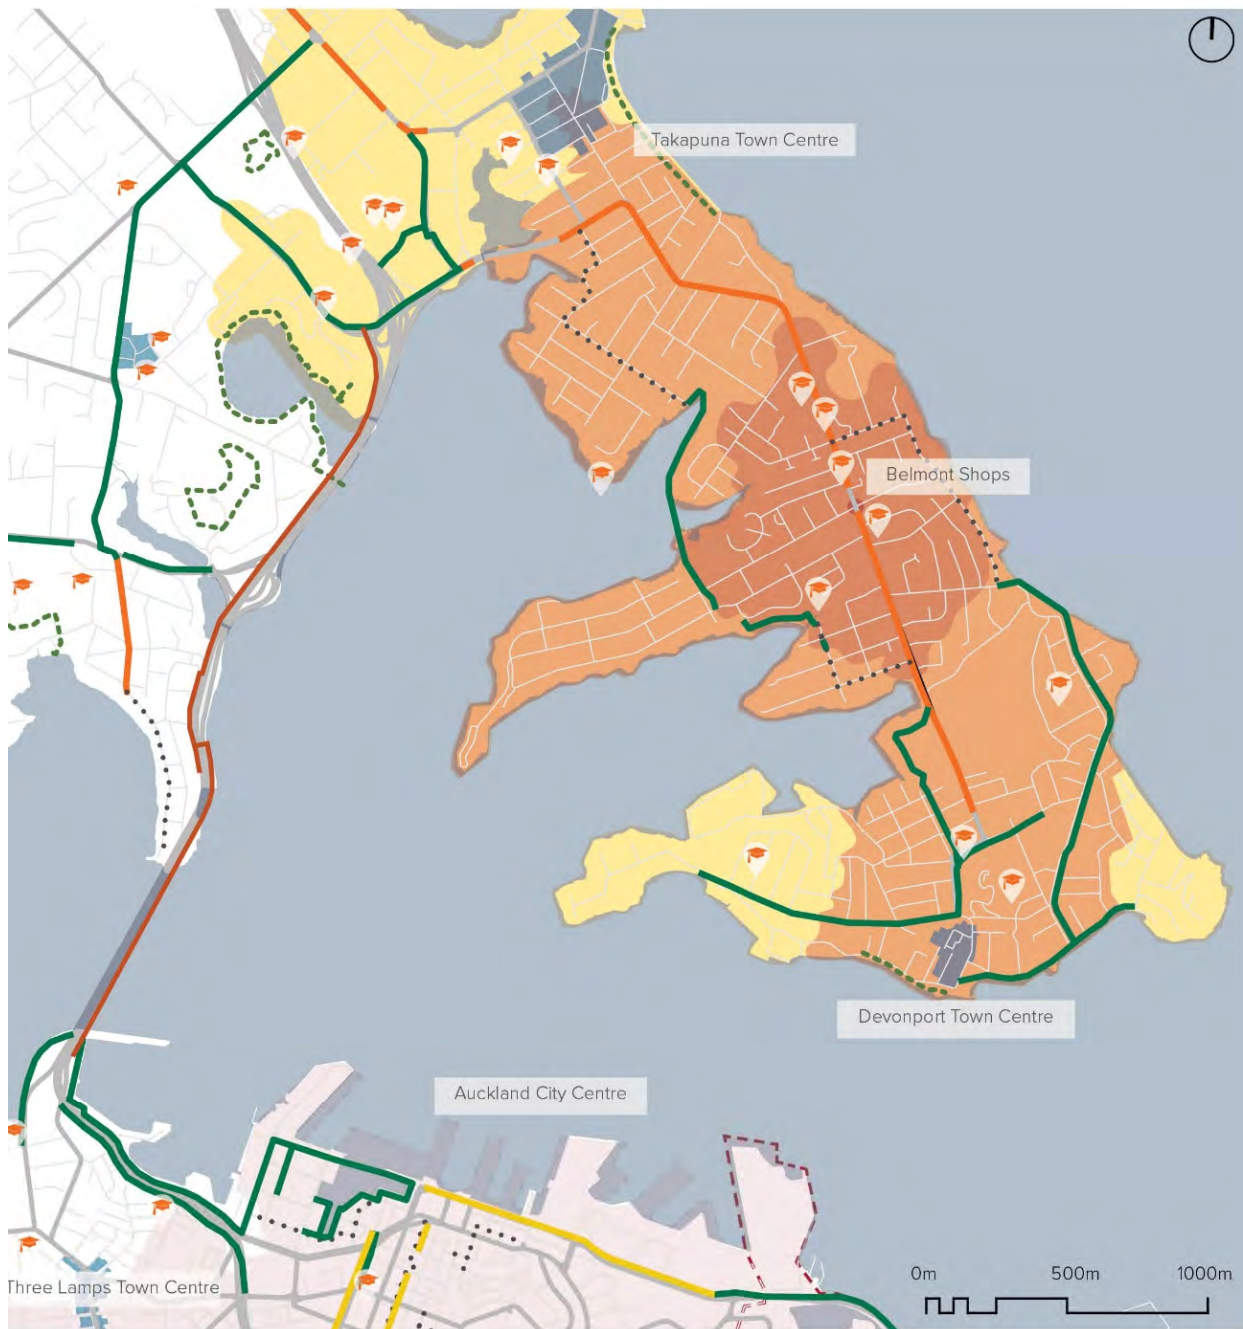 Takapuna Town Centre
Belmont Shops
Devonport Town Centre
Auckland City Centre
Three Lamps Town Centre
0m 500m 1000m